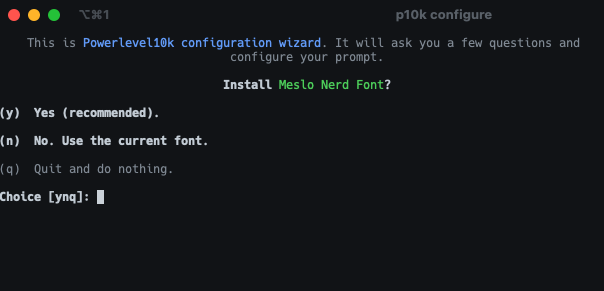 ⌥⌘1
p10k configure
This is Powerlevel10k configuration wizard. It will ask you a few questions and
configure your prompt.
Install Meslo Nerd Font?
(y) Yes (recommended).
(n) No. Use the current font.
(q) Quit and do nothing.
Choice [ynq]: